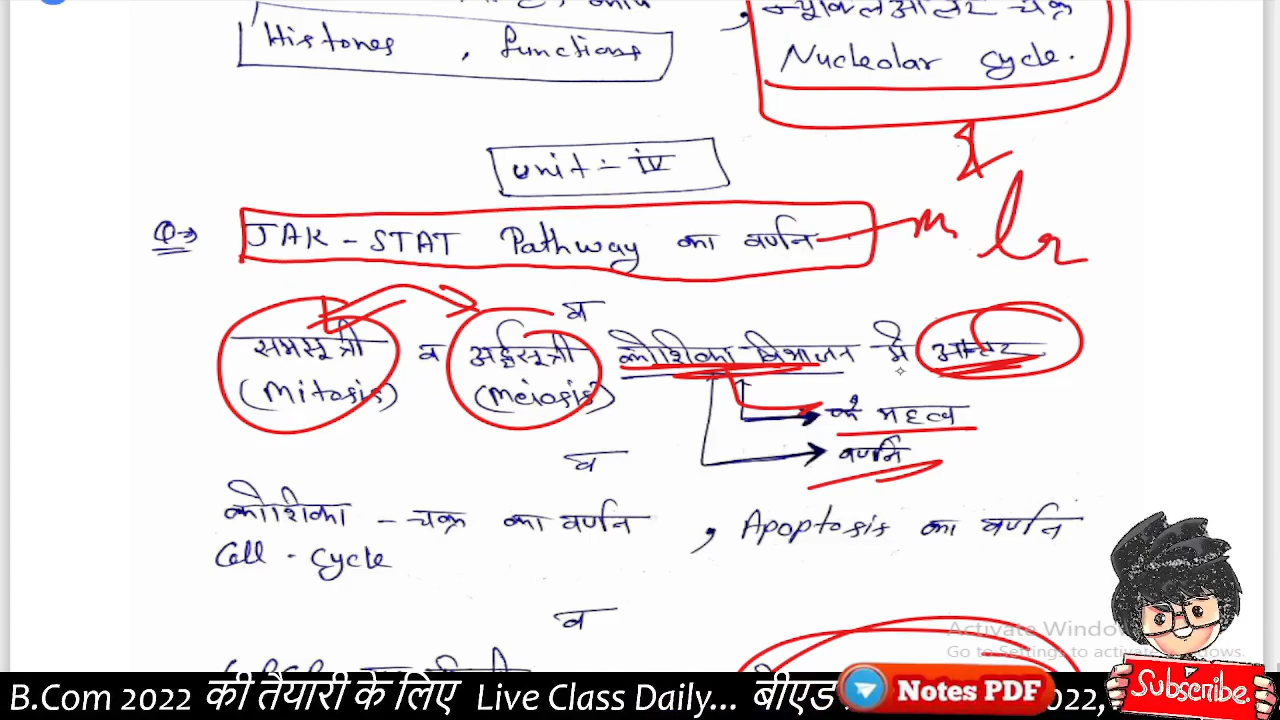 Histones , functions
न्यूक्लिओलर चक्र
Nucleolar cycle.
unit :- iv
Q→ JAK - STAT Pathway का वर्णन
व
समसूत्री व अर्द्धसूत्री कोशिका विभाजन में अन्तर
(Mitosis) (Meiosis)
के महत्व
वर्णन
व
कोशिका - चक्र का वर्णन , Apoptosis का वर्णन
Cell - cycle
व
Activate Windows
Go to Settings to activate Windows.
B.Com 2022 की तैयारी के लिए Live Class Daily... बीएड
Notes PDF
2022,
Subscribe